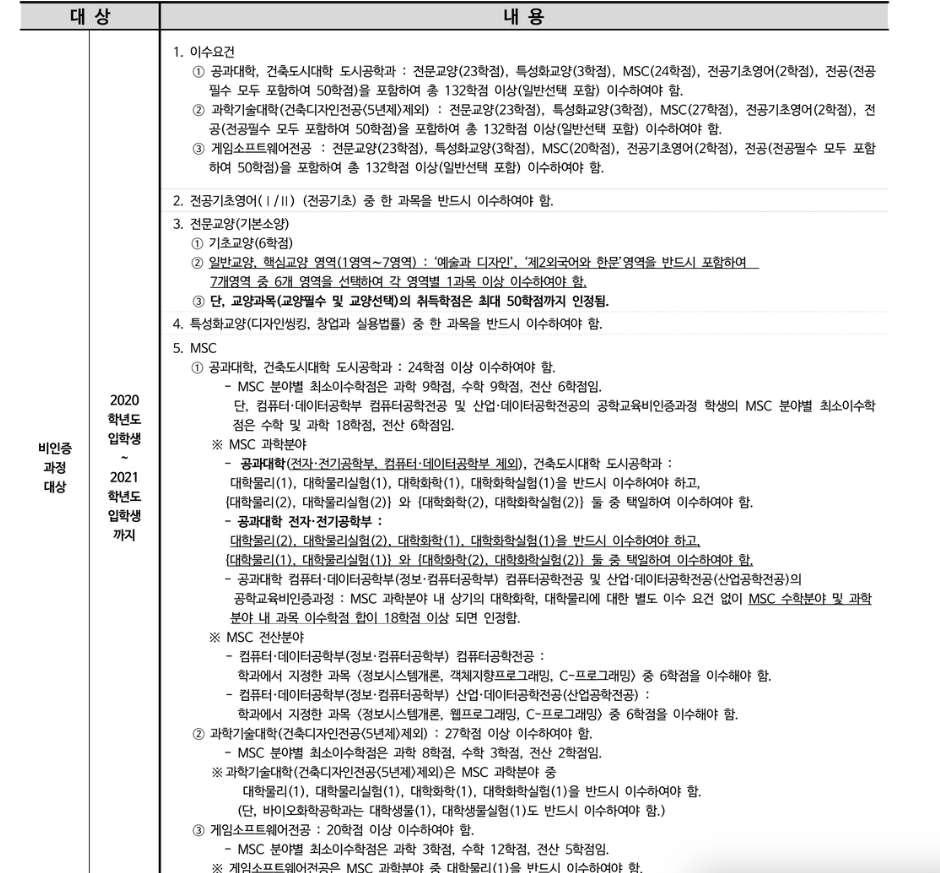 대 상
내 용
비인증
과정
대상
2020
학년도
입학생
~
2021
학년도
입학생
까지
1. 이수요건
① 공과대학, 건축도시대학 도시공학과 : 전문교양(23학점), 특성화교양(3학점), MSC(24학점), 전공기초영어(2학점), 전공(전공
필수 모두 포함하여 50학점)을 포함하여 총 132학점 이상(일반선택 포함) 이수하여야 함.
② 과학기술대학(건축디자인전공<5년제>제외) : 전문교양(23학점), 특성화교양(3학점), MSC(27학점), 전공기초영어(2학점), 전
공(전공필수 모두 포함하여 50학점)을 포함하여 총 132학점 이상(일반선택 포함) 이수하여야 함.
③ 게임소프트웨어전공 : 전문교양(23학점), 특성화교양(3학점), MSC(20학점), 전공기초영어(2학점), 전공(전공필수 모두 포함
하여 50학점)을 포함하여 총 132학점 이상(일반선택 포함) 이수하여야 함.
2. 전공기초영어(Ⅰ/Ⅱ) (전공기초) 중 한 과목을 반드시 이수하여야 함.
3. 전문교양(기본소양)
① 기초교양(6학점)
② 일반교양, 핵심교양 영역(1영역~7영역) : '예술과 디자인', '제2외국어와 한문'영역을 반드시 포함하여
7개영역 중 6개 영역을 선택하여 각 영역별 1과목 이상 이수하여야 함.
③ 단, 교양과목(교양필수 및 교양선택)의 취득학점은 최대 50학점까지 인정됨.
4. 특성화교양(디자인씽킹, 창업과 실용법률) 중 한 과목을 반드시 이수하여야 함.
5. MSC
① 공과대학, 건축도시대학 도시공학과 : 24학점 이상 이수하여야 함.
- MSC 분야별 최소이수학점은 과학 9학점, 수학 9학점, 전산 6학점임.
단, 컴퓨터·데이터공학부 컴퓨터공학전공 및 산업·데이터공학전공의 공학교육비인증과정 학생의 MSC 분야별 최소이수학
점은 수학 및 과학 18학점, 전산 6학점임.
※ MSC 과학분야
- 공과대학(전자·전기공학부, 컴퓨터·데이터공학부 제외), 건축도시대학 도시공학과 :
대학물리(1), 대학물리실험(1), 대학화학(1), 대학화학실험(1)을 반드시 이수하여야 하고,
{대학물리(2), 대학물리실험(2)} 와 {대학화학(2), 대학화학실험(2)} 둘 중 택일하여 이수하여야 함.
- 공과대학 전자·전기공학부 :
대학물리(2), 대학물리실험(2), 대학화학(1), 대학화학실험(1)을 반드시 이수하여야 하고,
{대학물리(1), 대학물리실험(1)} 와 {대학화학(2), 대학화학실험(2)} 둘 중 택일하여 이수하여야 함.
- 공과대학 컴퓨터·데이터공학부(정보·컴퓨터공학부) 컴퓨터공학전공 및 산업·데이터공학전공(산업공학전공)의
공학교육비인증과정 : MSC 과학분야 내 상기의 대학화학, 대학물리에 대한 별도 이수 요건 없이 MSC 수학분야 및 과학
분야 내 과목 이수학점 합이 18학점 이상 되면 인정함.
※ MSC 전산분야
- 컴퓨터·데이터공학부(정보·컴퓨터공학부) 컴퓨터공학전공 :
학과에서 지정한 과목 <정보시스템개론, 객체지향프로그래밍, C-프로그래밍> 중 6학점을 이수해야 함.
- 컴퓨터·데이터공학부(정보·컴퓨터공학부) 산업·데이터공학전공(산업공학전공) :
학과에서 지정한 과목 <정보시스템개론, 웹프로그래밍, C-프로그래밍> 중 6학점을 이수해야 함.
② 과학기술대학(건축디자인전공<5년제>제외) : 27학점 이상 이수하여야 함.
- MSC 분야별 최소이수학점은 과학 8학점, 수학 3학점, 전산 2학점임.
※ 과학기술대학(건축디자인전공<5년제>제외)은 MSC 과학분야 중
대학물리(1), 대학물리실험(1), 대학화학(1), 대학화학실험(1)을 반드시 이수하여야 함.
(단, 바이오화학공학과는 대학생물(1), 대학생물실험(1)도 반드시 이수하여야 함.)
③ 게임소프트웨어전공 : 20학점 이상 이수하여야 함.
- MSC 분야별 최소이수학점은 과학 3학점, 수학 12학점, 전산 5학점임.
※ 게임소프트웨어전공은 MSC 과학분야 중 대학물리(1)을 반드시 이수하여야 함.